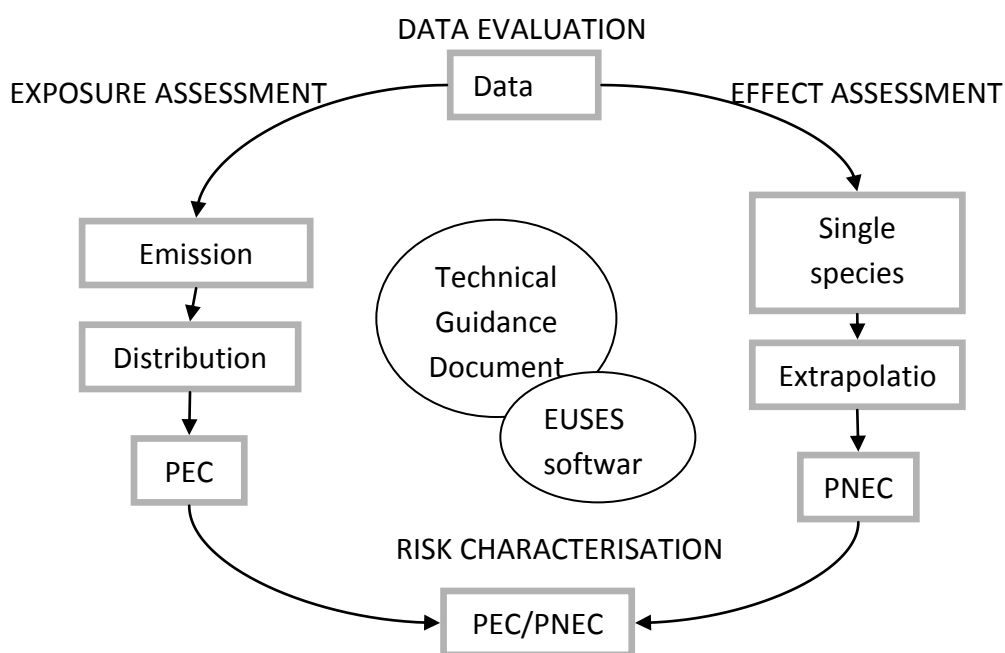 DATA EVALUATION
Data
EXPOSURE ASSESSMENT
EFFECT ASSESSMENT
Emission
Distribution
PEC
Technical
Guidance
Document
EUSES
softwar
Single
species
Extrapolatio
PNEC
RISK CHARACTERISATION
PEC/PNEC